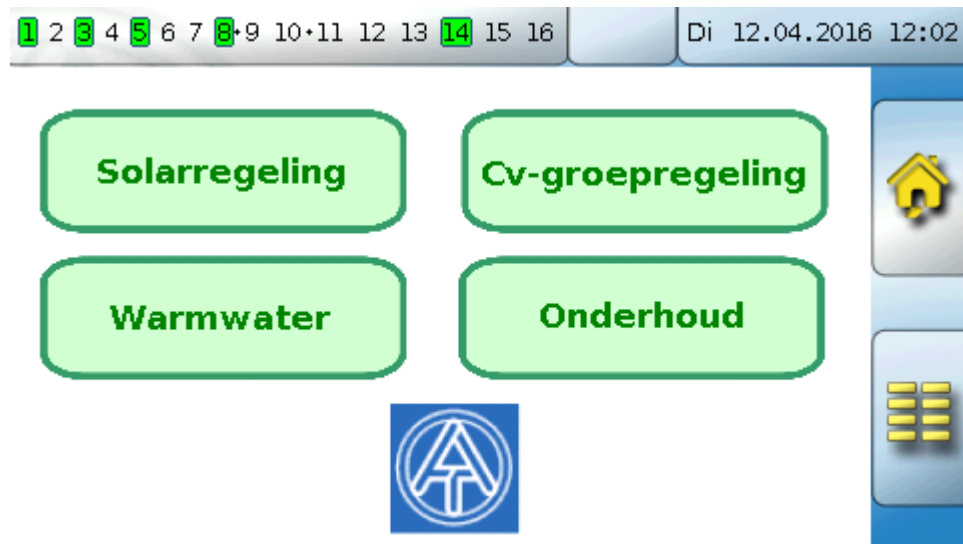 1 2 3 4 5 6 7 8·9 10·11 12 13 14 15 16 Di 12.04.2016 12:02
Solarregeling Cv-groepregeling
Warmwater Onderhoud
TA